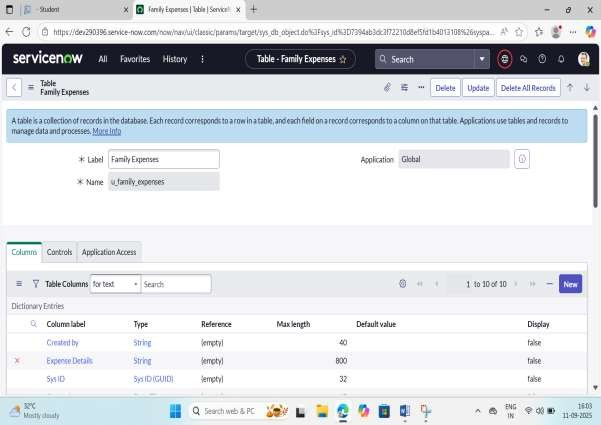 - Student
Family Expenses | Table | Service
https://dev290396.service-now.com/now/nav/ui/classic/params/target/sys_db_object.do%3Fsys_id%3D7394ab3dc3f72210d8ef5fd1b4013108%26syspa...
servicenow All Favorites History Table - Family Expenses ☆ Search
Table
Family Expenses
Delete Update Delete All Records
A table is a collection of records in the database. Each record corresponds to a row in a table, and each field on a record corresponds to a column on that table. Applications use tables and records to
manage data and processes. More Info
* Label Family Expenses Application Global
* Name u_family_expenses
Columns Controls Application Access
Table Columns for text Search 1 to 10 of 10 New
Dictionary Entries
Column label Type Reference Max length Default value Display
Created by String (empty) 40 false
Expense Details String (empty) 800 false
Sys ID Sys ID (GUID) (empty) 32 false
32°C
Mostly cloudy
Search web & PC
ENG
IN
16:03
11-09-2025